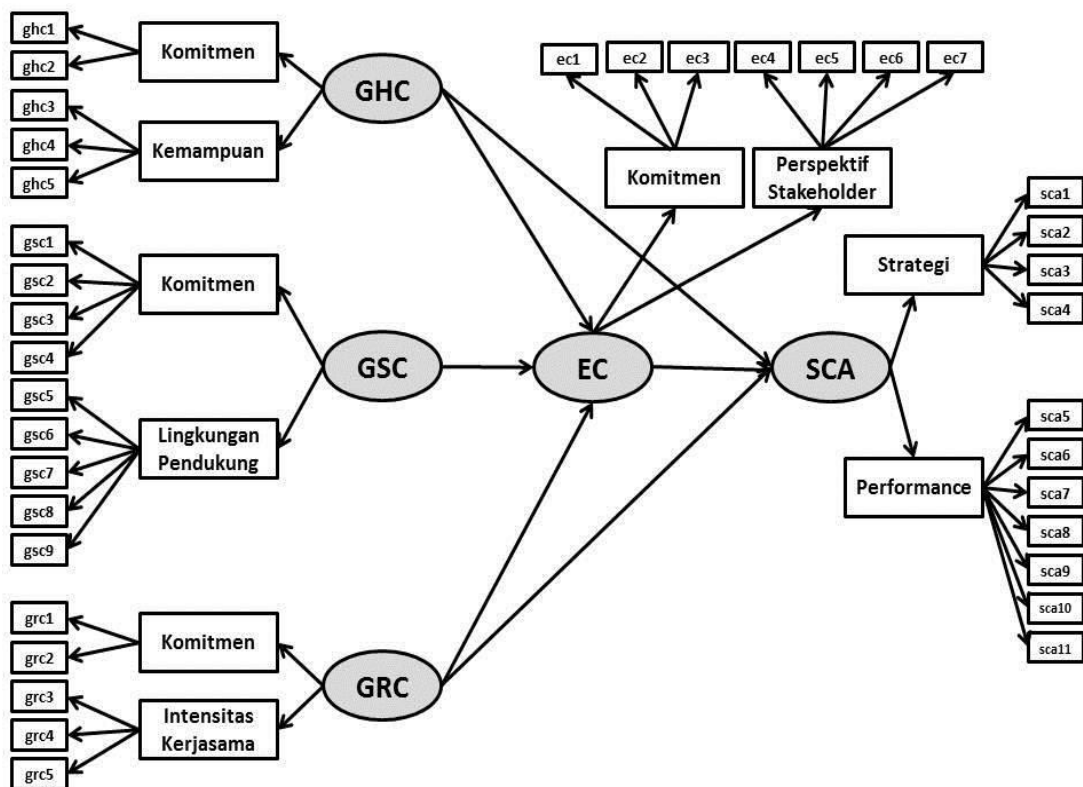 ghc1
ghc2
ghc3
ghc4
ghc5
Komitmen
Kemampuan
GHC
gsc1
gsc2
gsc3
gsc4
gsc5
gsc6
gsc7
gsc8
gsc9
Komitmen
Lingkungan
Pendukung
GSC
grc1
grc2
grc3
grc4
grc5
Komitmen
Intensitas
Kerjasama
GRC
ec1
ec2
ec3
ec4
ec5
ec6
ec7
Komitmen
Perspektif
Stakeholder
EC
SCA
Strategi
Performance
sca1
sca2
sca3
sca4
sca5
sca6
sca7
sca8
sca9
sca10
sca11